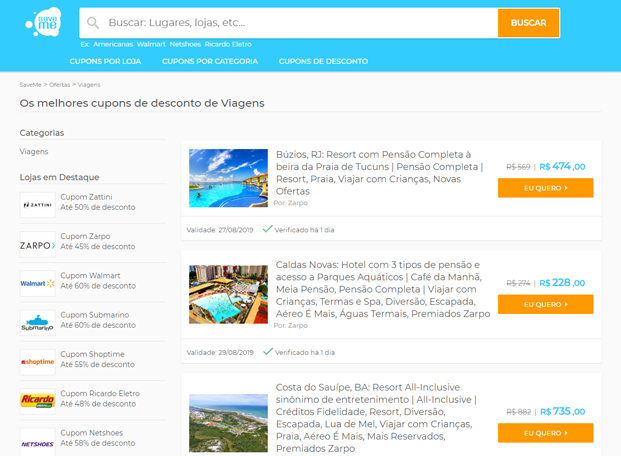 save me
Buscar: Lugares, lojas, etc...
BUSCAR
Ex: Americanas Walmart Netshoes Ricardo Eletro
CUPONS POR LOJA CUPONS POR CATEGORIA CUPONS DE DESCONTO
SaveMe > Ofertas > Viagens
Os melhores cupons de desconto de Viagens
Categorias
Viagens
Lojas em Destaque
ZATTINI
Cupom Zattini
Até 50% de desconto
ZARPO
Cupom Zarpo
Até 45% de desconto
Walmart
Cupom Walmart
Até 60% de desconto
Submarino
Cupom Submarino
Até 60% de desconto
shoptime
Cupom Shoptime
Até 55% de desconto
Ricardo
Cupom Ricardo Eletro
Até 48% de desconto
NETSHOES
Cupom Netshoes
Até 58% de desconto
Búzios, RJ: Resort com Pensão Completa à
beira da Praia de Tucuns | Pensão Completa |
Resort, Praia, Viajar com Crianças, Novas
Ofertas
Por: Zarpo
R$ 569 | R$ 474,00
EU QUERO
Validade: 27/08/2019 Verificado há 1 dia
Caldas Novas: Hotel com 3 tipos de pensão e
acesso a Parques Aquáticos | Café da Manhã,
Meia Pensão, Pensão Completa | Viajar com
Crianças, Termas e Spa, Diversão, Escapada,
Aéreo É Mais, Águas Termais, Premiados Zarpo
Por: Zarpo
R$ 274 | R$ 228,00
EU QUERO
Validade: 29/08/2019 Verificado há 1 dia
Costa do Sauípe, BA: Resort All-Inclusive
sinônimo de entretenimento | All-Inclusive |
Créditos Fidelidade, Resort, Diversão,
Escapada, Lua de Mel, Viajar com Crianças,
Praia, Aéreo É Mais, Mais Reservados,
Premiados Zarpo
R$ 882 | R$ 735,00
EU QUERO